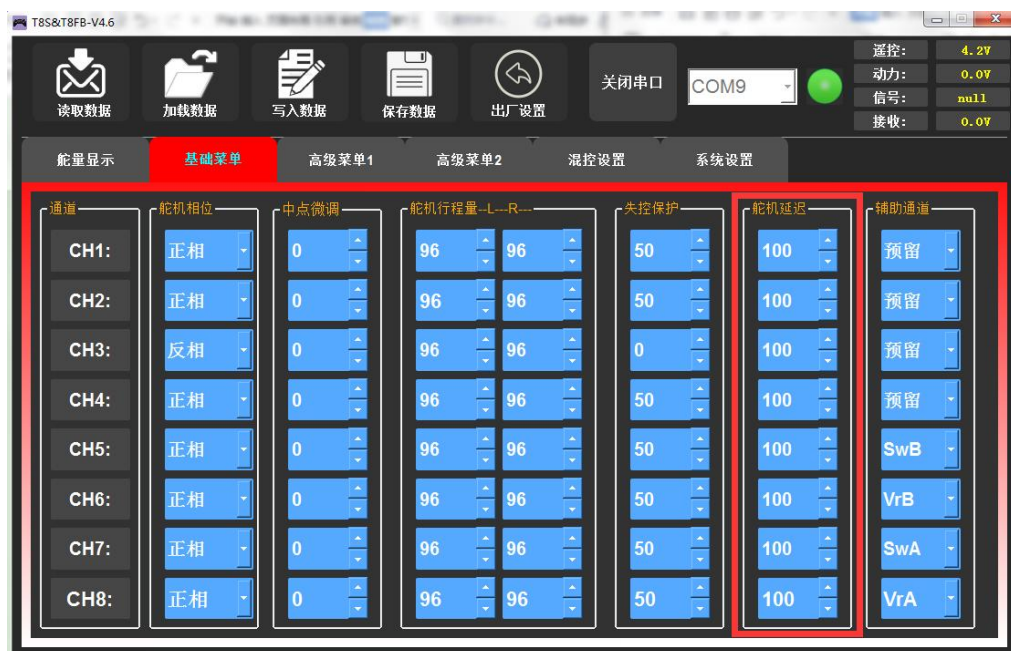 T8S&T8FB-V4.6
读取数据 加载数据 写入数据 保存数据 出厂设置 关闭串口 COM9
遥控: 4.2V
动力: 0.0V
信号: null
接收: 0.0V
舵量显示 基础菜单 高级菜单1 高级菜单2 混控设置 系统设置
通道 舵机相位 中点微调 舵机行程量--L---R--- 失控保护 舵机延迟 辅助通道
CH1: 正相 0 96 96 50 100 预留
CH2: 正相 0 96 96 50 100 预留
CH3: 反相 0 96 96 0 100 预留
CH4: 正相 0 96 96 50 100 预留
CH5: 正相 0 96 96 50 100 SwB
CH6: 正相 0 96 96 50 100 VrB
CH7: 正相 0 96 96 50 100 SwA
CH8: 正相 0 96 96 50 100 VrA